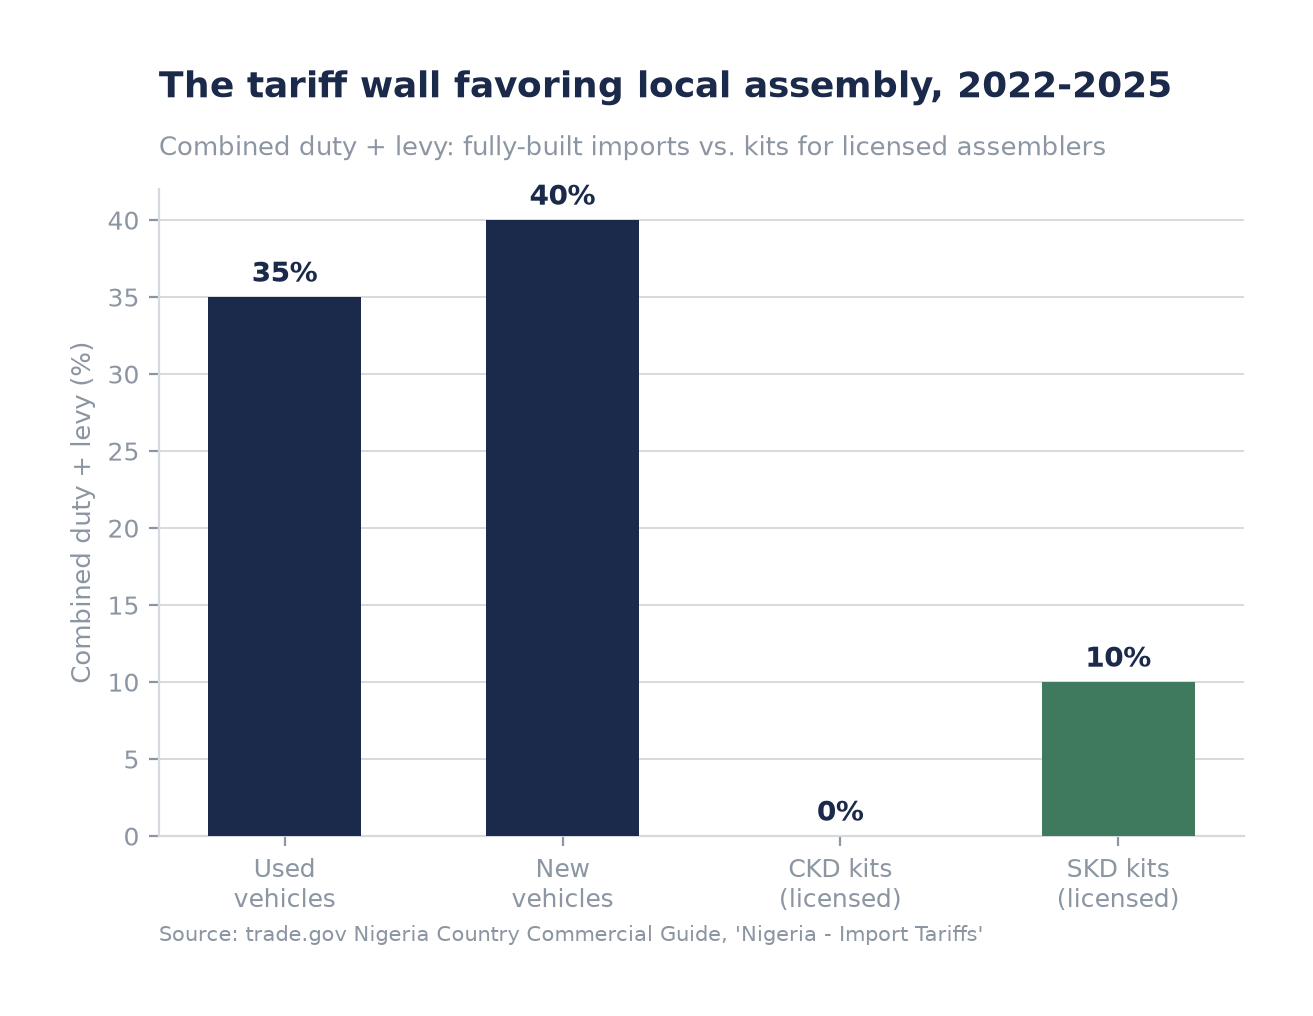 The tariff wall favoring local assembly, 2022-2025
Combined duty + levy: fully-built imports vs. kits for licensed assemblers
Combined duty + levy (%)
40
35
30
25
20
15
10
5
0
35%
40%
0%
10%
Used
vehicles
New
vehicles
CKD kits
(licensed)
SKD kits
(licensed)
Source: trade.gov Nigeria Country Commercial Guide, 'Nigeria - Import Tariffs'